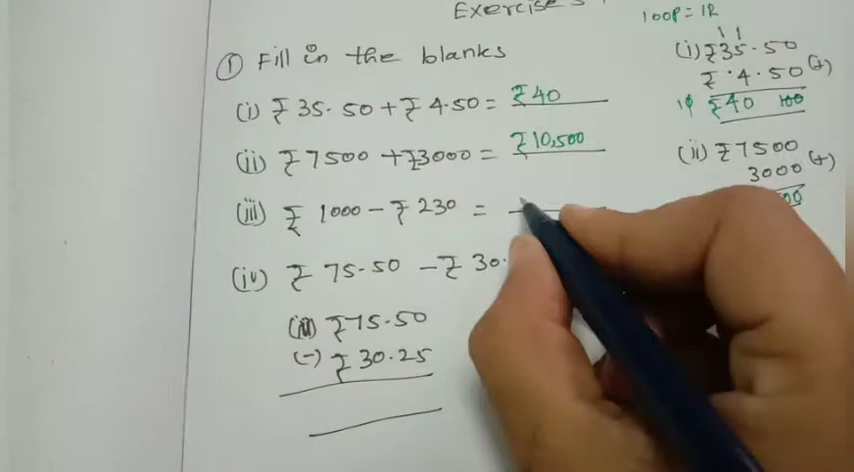 Exercise
① Fill in the blanks
(i) ₹35.50 + ₹4.50 = ₹40
(ii) ₹7500 + ₹3000 = ₹10,500
(iii) ₹1000 - ₹230 =
(iv) ₹75.50 - ₹30.
₹75.50
(-) ₹30.25
100P = 1R
1 1
(i) ₹35.50
₹4.50 (+)
₹40 100
(ii) ₹7500
3000 (+)